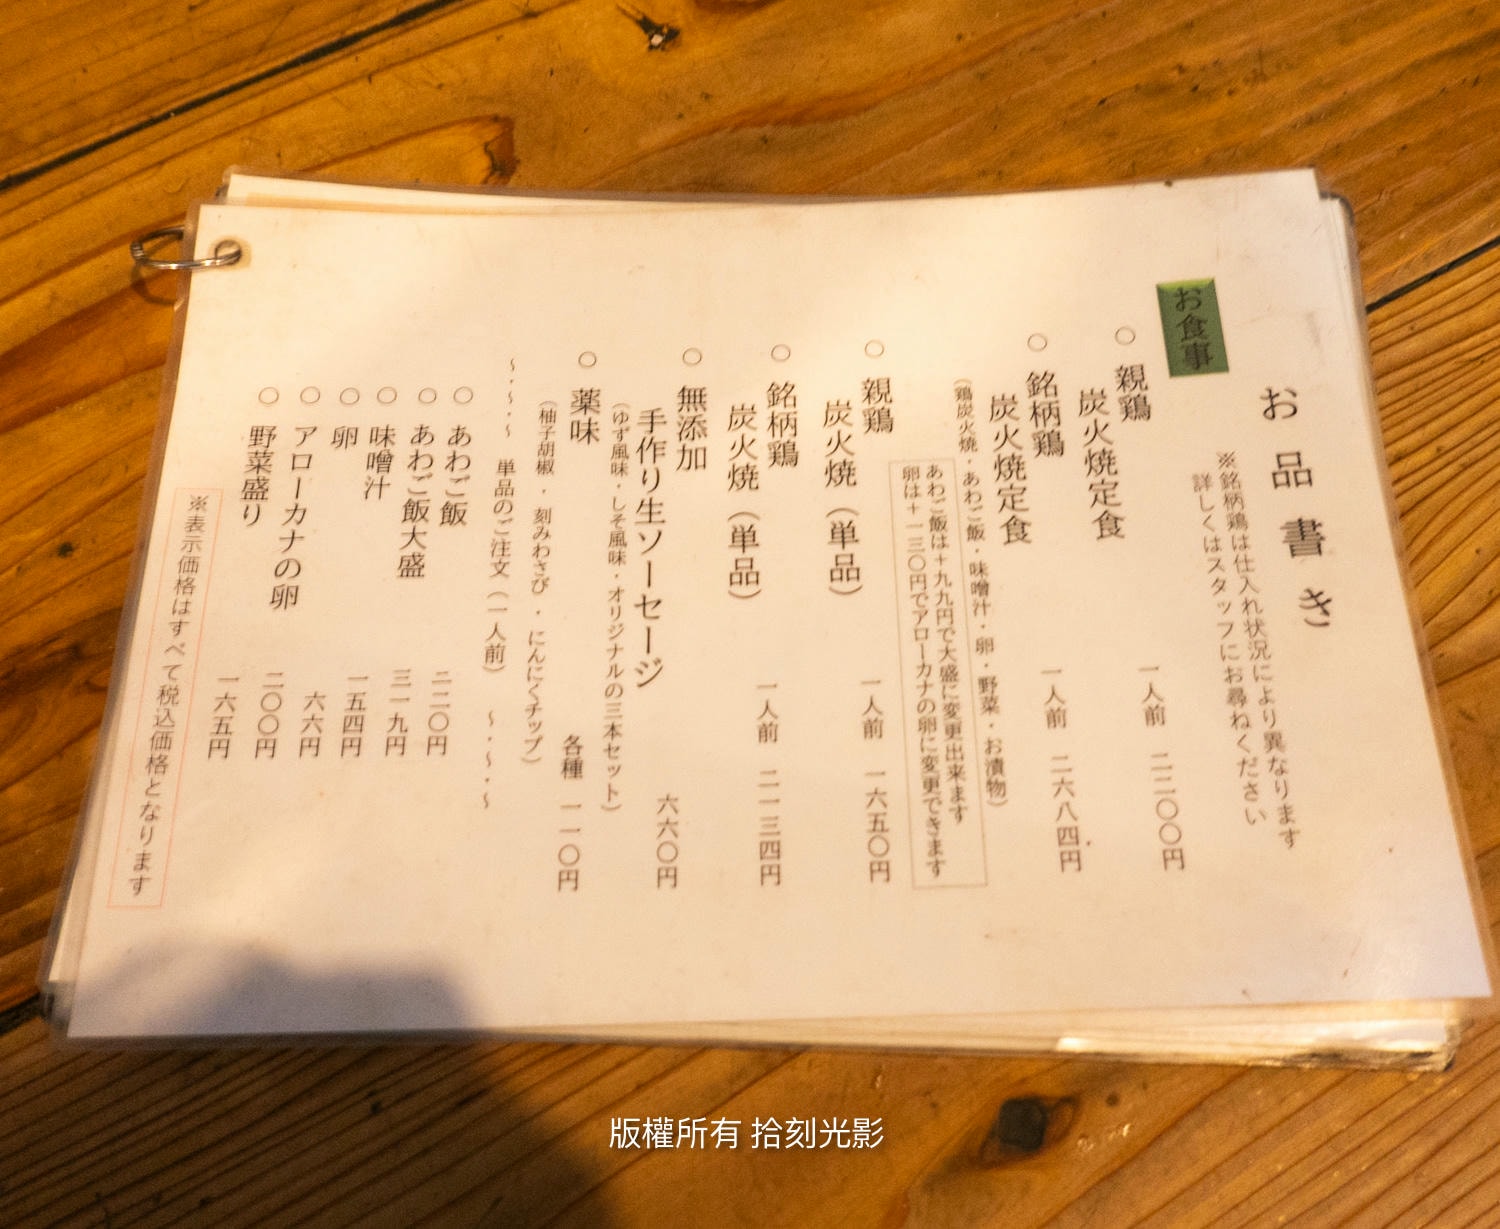 お品書き
※銘柄鶏は仕入れ状況により異なります
詳しくはスタッフにお尋ねください
お食事
○ 親鶏
炭火焼定食
一人前 二二〇〇円
○ 銘柄鶏
炭火焼定食
一人前 二六八四円
（鶏炭火焼・あわご飯・味噌汁・卵・野菜・お漬物）
あわご飯は＋九九円で大盛に変更出来ます
卵は＋一三〇円でアローカナの卵に変更できます
○ 親鶏
炭火焼（単品）
一人前 一六五〇円
○ 銘柄鶏
炭火焼（単品）
一人前 二一三四円
○ 無添加
手作り生ソーセージ
六六〇円
（ゆず風味・しそ風味・オリジナルの三本セット）
○ 薬味
各種 一一〇円
（柚子胡椒・刻みわさび・にんにくチップ）
～・～・～ 単品のご注文（一人前） ～・～・～
○ あわご飯 二二〇円
○ あわご飯大盛 三一九円
○ 味噌汁 一五四円
○ 卵 六六円
○ アローカナの卵 二〇〇円
○ 野菜盛り 一六五円
※表示価格はすべて税込価格となります
版權所有 拾刻光影